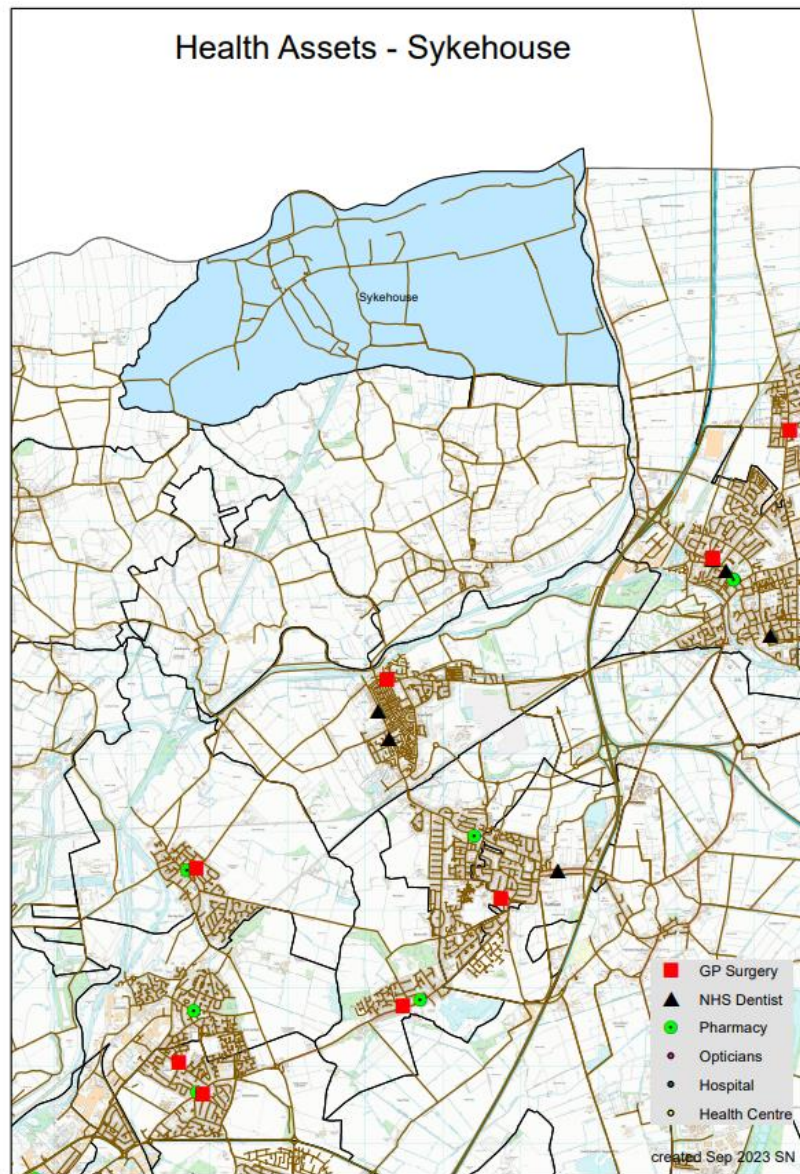 Health Assets - Sykehouse
Sykehouse
GP Surgery
NHS Dentist
Pharmacy
Opticians
Hospital
Health Centre
created Sep 2023 SN